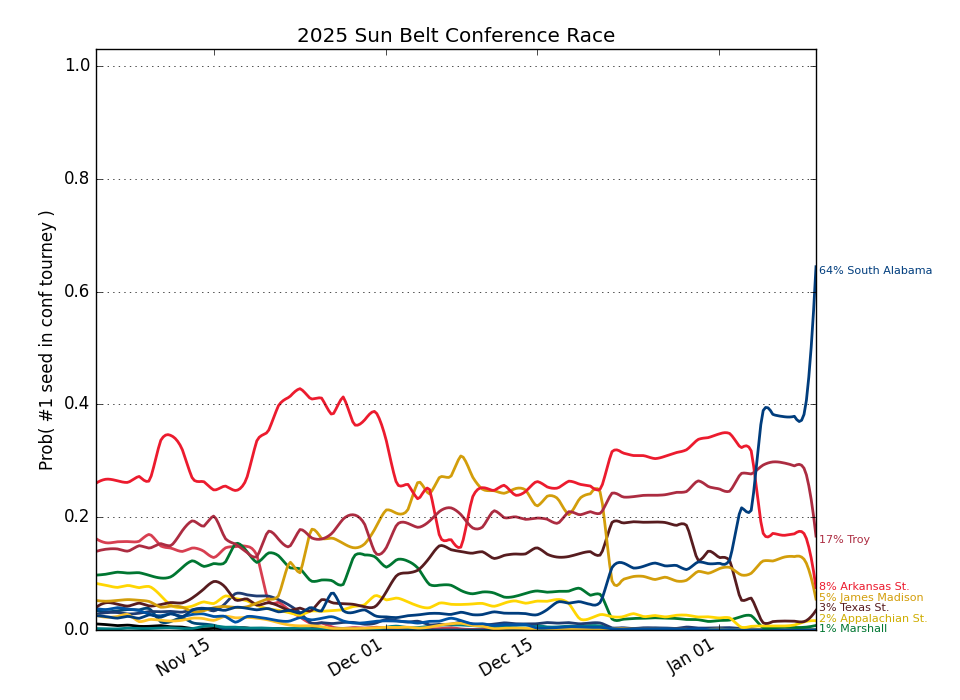 2025 Sun Belt Conference Race
Prob( #1 seed in conf tourney )
1.0
0.8
0.6
0.4
0.2
0.0
Nov 15
Dec 01
Dec 15
Jan 01
64% South Alabama
17% Troy
8% Arkansas St.
5% James Madison
3% Texas St.
2% Appalachian St.
1% Marshall